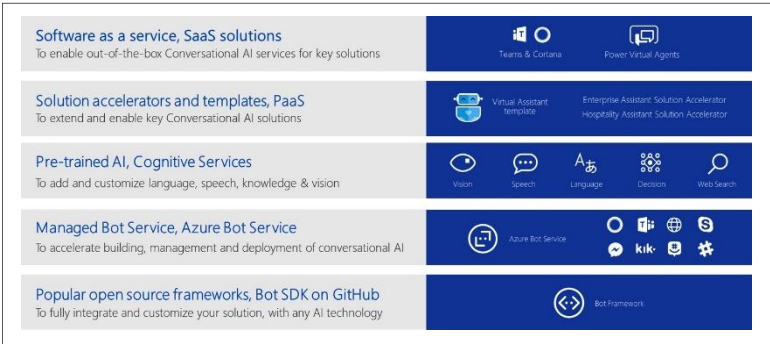 Software as a service, SaaS solutions
To enable out-of-the-box Conversational AI services for key solutions
Teams & Cortana
Power Virtual Agents
Solution accelerators and templates, PaaS
To extend and enable key Conversational AI solutions
Virtual Assistant
template
Enterprise Assistant Solution Accelerator
Hospitality Assistant Solution Accelerator
Pre-trained AI, Cognitive Services
To add and customize language, speech, knowledge & vision
Vision
Speech
Language
Decision
Web Search
Managed Bot Service, Azure Bot Service
To accelerate building, management and deployment of conversational AI
Azure Bot Service
kik·
Popular open source frameworks, Bot SDK on GitHub
To fully integrate and customize your solution, with any AI technology
Bot Framework